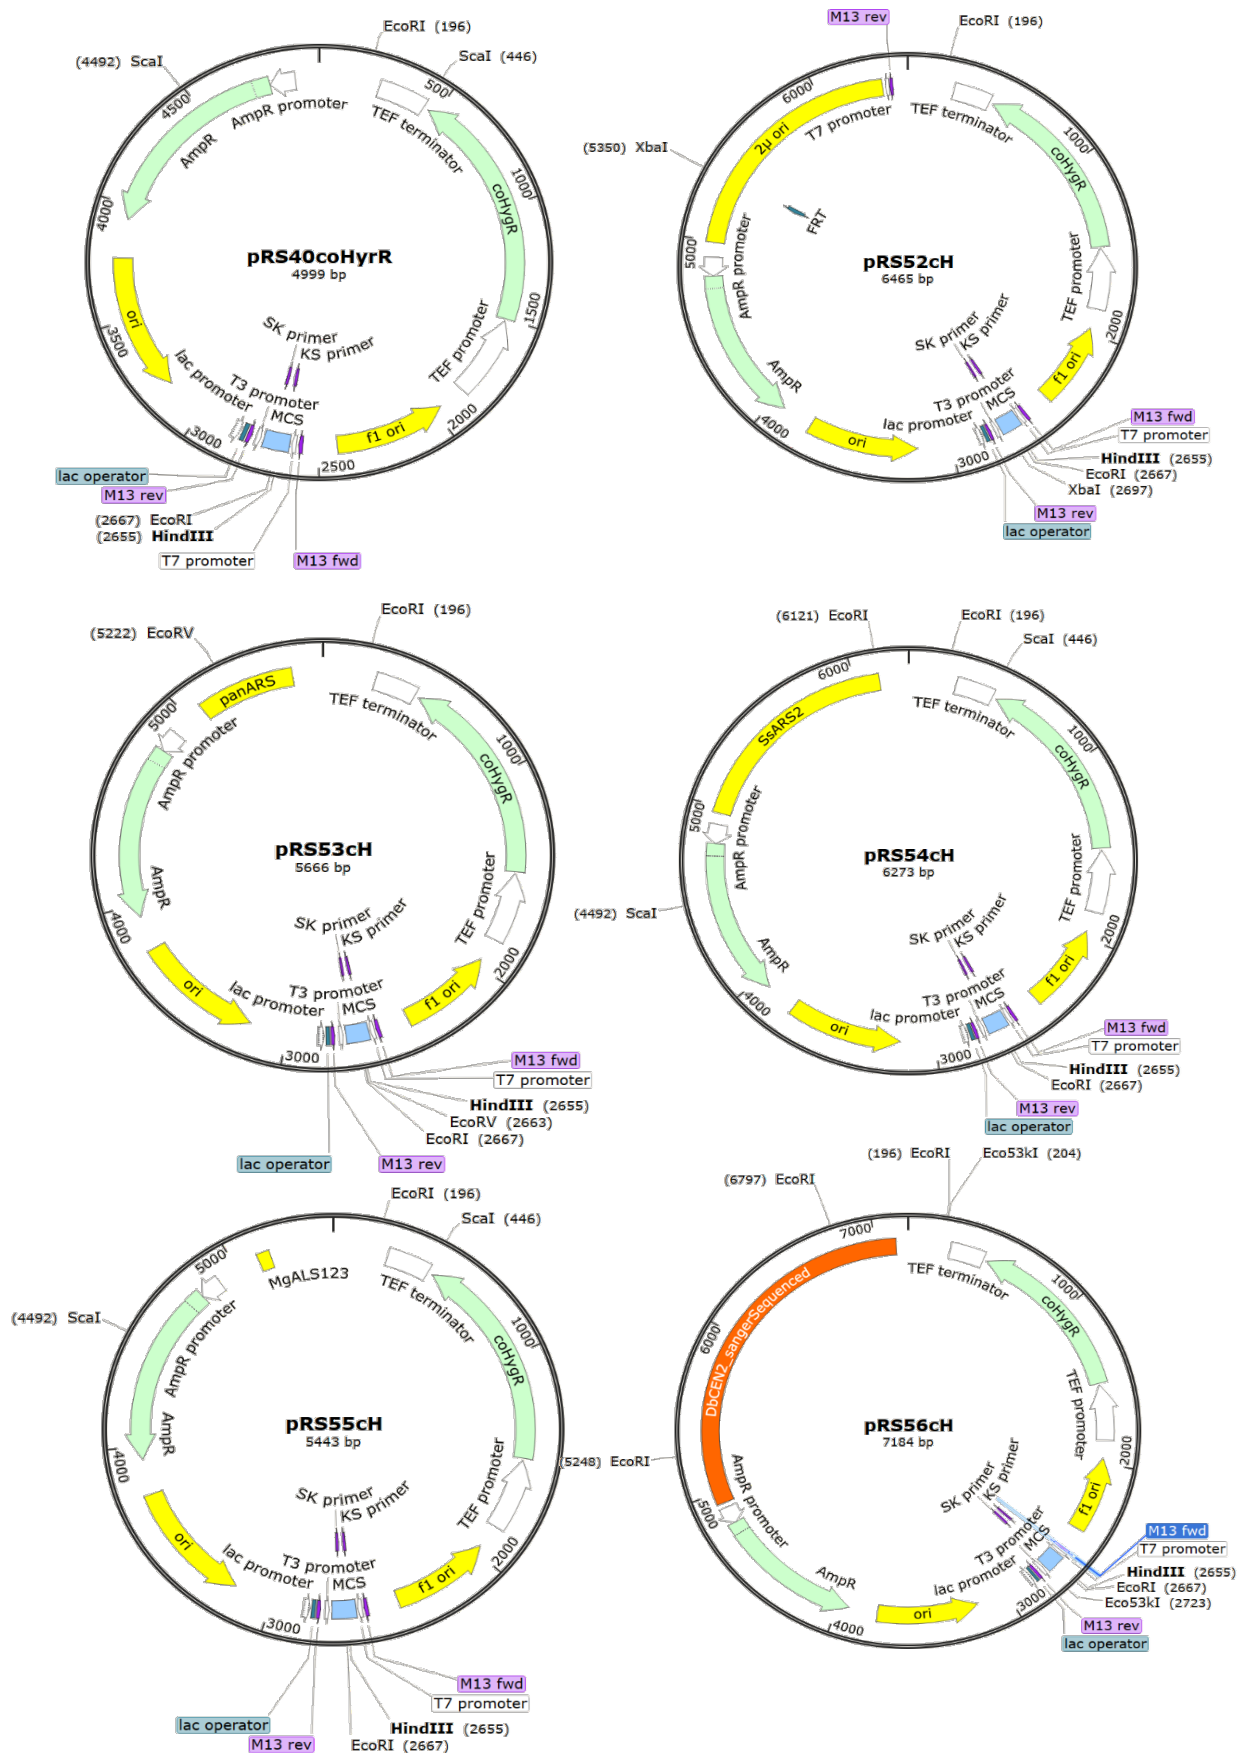 EcoRI (196)
(4492) ScaI
ScaI (446)
500
4500
AmpR promoter
TEF terminator
AmpR
1000
coHygR
4000
pRS40coHyrR
4999 bp
ori
1500
3500
SK primer
KS primer
TEF promoter
lac promoter
T3 promoter
MCS
f1 ori
2000
3000
2500
lac operator
M13 rev
(2667) EcoRI
(2655) HindIII
T7 promoter
M13 fwd
M13 rev
EcoRI (196)
6000
T7 promoter
TEF terminator
2μ ori
1000
(5350) XbaI
coHygR
FRT
5000
AmpR promoter
pRS52cH
6465 bp
TEF promoter
SK primer
KS primer
2000
AmpR
T3 promoter
f1 ori
4000
lac promoter
MCS
ori
3000
M13 fwd
T7 promoter
HindIII (2655)
EcoRI (2667)
XbaI (2697)
M13 rev
lac operator
EcoRI (196)
(5222) EcoRV
panARS
5000
TEF terminator
AmpR promoter
1000
coHygR
pRS53cH
5666 bp
AmpR
TEF promoter
4000
SK primer
KS primer
2000
ori
lac promoter
T3 promoter
MCS
f1 ori
3000
M13 fwd
T7 promoter
HindIII (2655)
EcoRV (2663)
EcoRI (2667)
lac operator
M13 rev
(6121) EcoRI
EcoRI (196)
ScaI (446)
6000
TEF terminator
SsARS2
1000
coHygR
5000
AmpR promoter
pRS54cH
6273 bp
(4492) ScaI
TEF promoter
SK primer
KS primer
2000
AmpR
T3 promoter
f1 ori
4000
lac promoter
MCS
ori
3000
M13 fwd
T7 promoter
HindIII (2655)
EcoRI (2667)
M13 rev
lac operator
EcoRI (196)
ScaI (446)
5000
MgALS123
TEF terminator
(4492) ScaI
AmpR promoter
1000
coHygR
AmpR
pRS55cH
5443 bp
4000
SK primer
KS primer
TEF promoter
ori
lac promoter
T3 promoter
MCS
f1 ori
2000
3000
M13 fwd
T7 promoter
HindIII (2655)
EcoRI (2667)
lac operator
M13 rev
(196) EcoRI
Eco53kI (204)
(6797) EcoRI
7000
TEF terminator
1000
coHygR
6000
DbCEN2_sangerSequenced
pRS56cH
7184 bp
TEF promoter
(5248) EcoRI
5000
AmpR promoter
SK primer
KS primer
2000
f1 ori
T3 promoter
MCS
AmpR
lac promoter
4000
ori
3000
M13 fwd
T7 promoter
HindIII (2655)
EcoRI (2667)
Eco53kI (2723)
M13 rev
lac operator